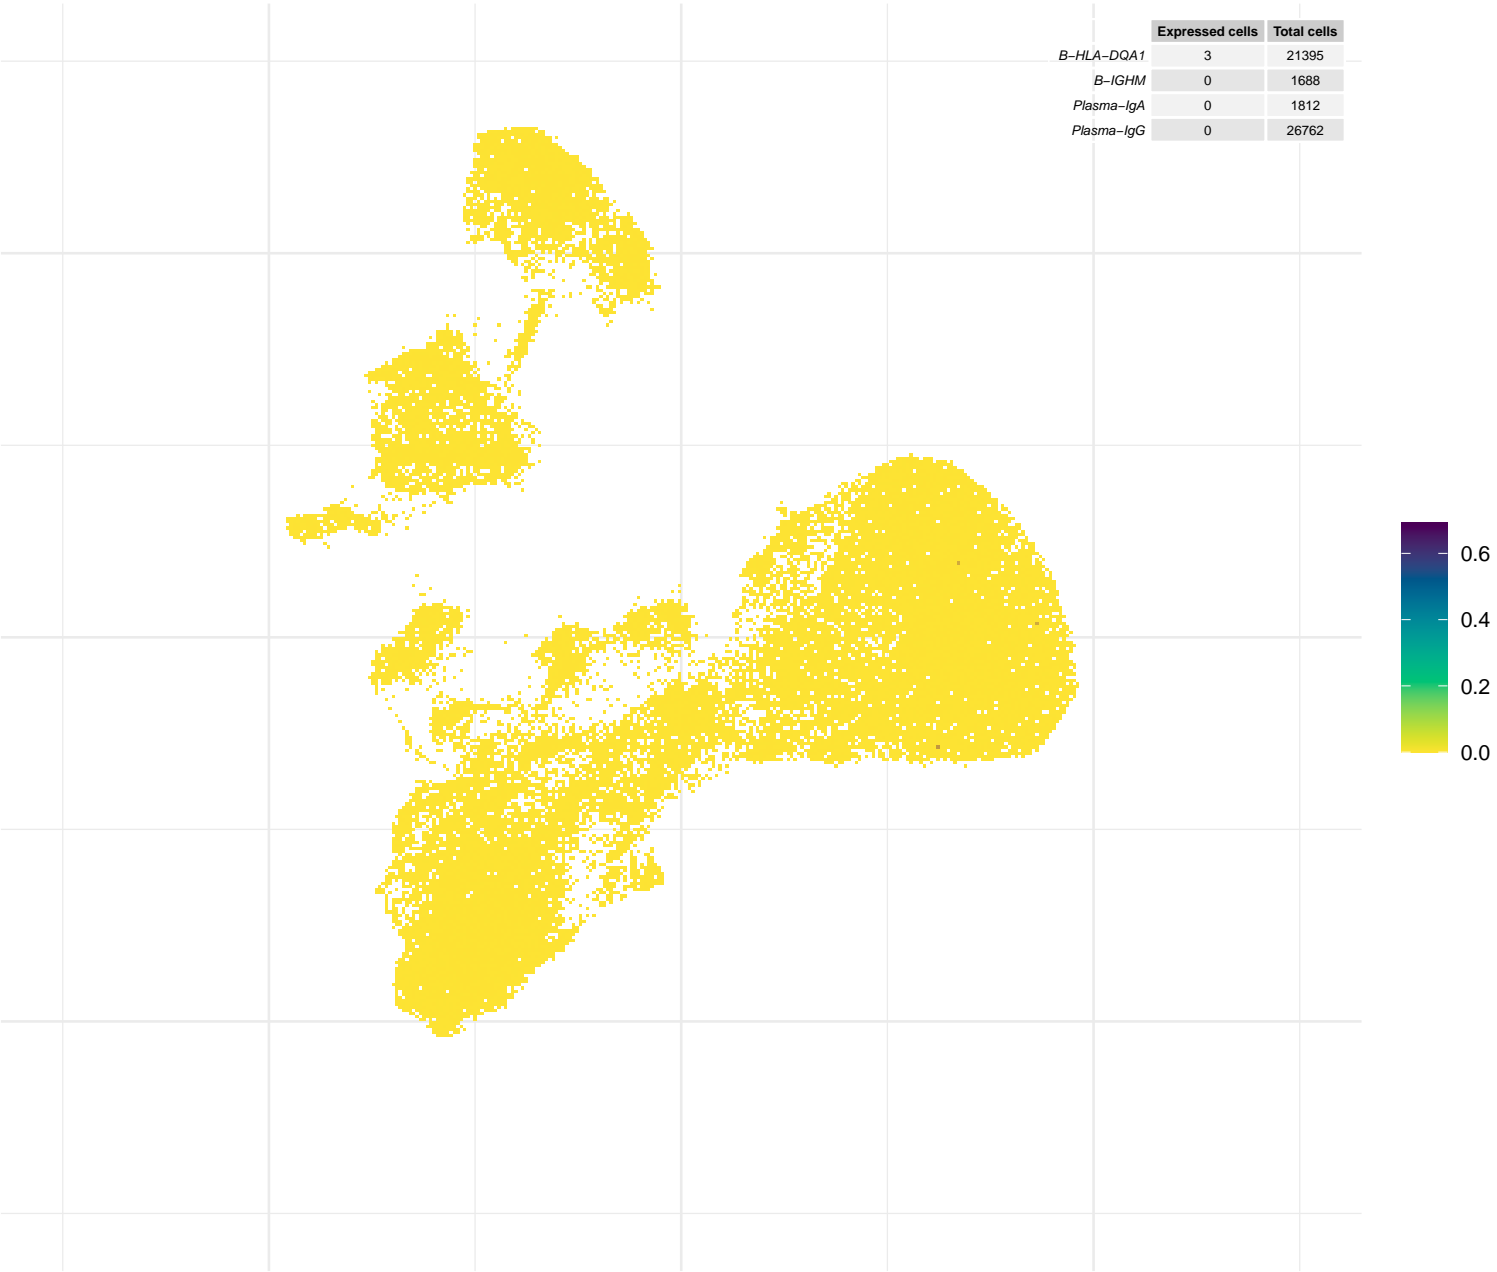 Expressed cells Total cells
B−HLA−DQA1 3 21395
B−IGHM 0 1688
Plasma−IgA 0 1812
Plasma−IgG 0 26762
0.6
0.4
0.2
0.0